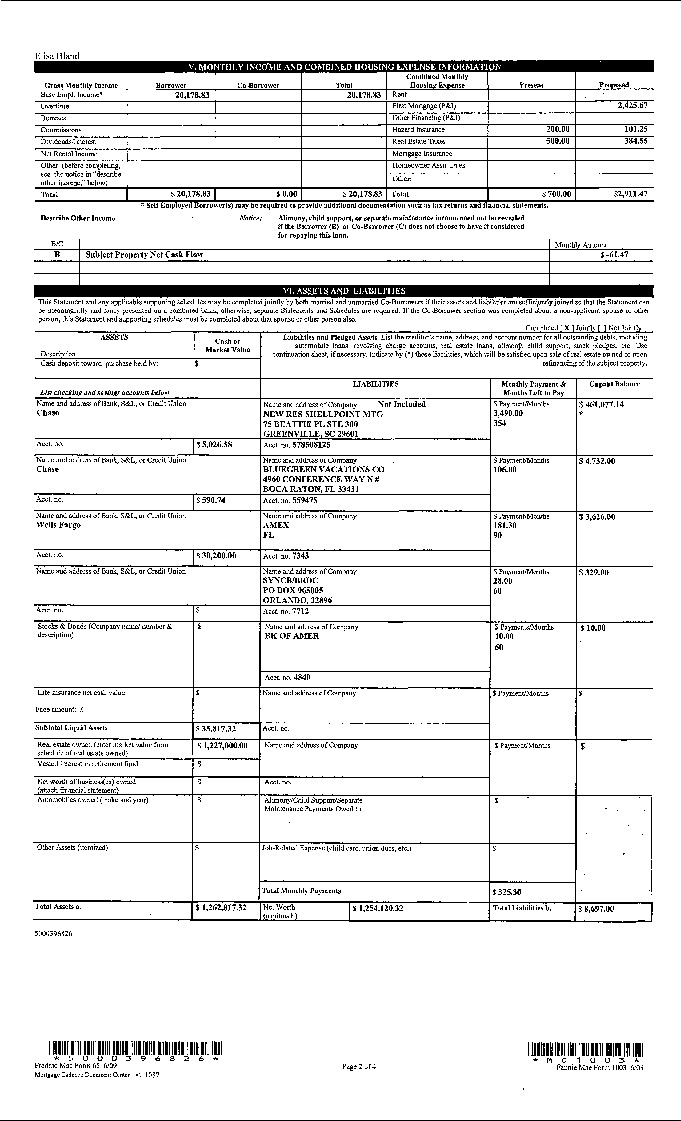 Elisa Bland
V. MONTHLY INCOME AND COMBINED HOUSING EXPENSE INFORMATION
Gross Monthly Income Borrower Co-Borrower Total Combined Monthly Housing Expense Present Proposed
Base Empl. Income* 20,178.83 20,178.83 Rent
Overtime First Mortgage (P&I) 2,425.67
Bonuses Other Financing (P&I)
Commissions Hazard Insurance 200.00 101.25
Dividends/Interest Real Estate Taxes 500.00 384.55
Net Rental Income Mortgage Insurance
Other (before completing, see the notice in "describe other income," below) Homeowner Assn. Dues
Other:
Total $ 20,178.83 $ 0.00 $ 20,178.83 Total $ 700.00 $2,911.47
* Self Employed Borrower(s) may be required to provide additional documentation such as tax returns and financial statements.
Describe Other Income Notice: Alimony, child support, or separate maintenance income need not be revealed
if the Borrower (B) or Co-Borrower (C) does not choose to have it considered
for repaying this loan.
B/C Monthly Amount
B Subject Property Net Cash Flow $ -61.47
VI. ASSETS AND LIABILITIES
This Statement and any applicable supporting schedules may be completed jointly by both married and unmarried Co-Borrowers if their assets and liabilities are sufficiently joined so that the Statement can
be meaningfully and fairly presented on a combined basis; otherwise, separate Statements and Schedules are required. If the Co-Borrower section was completed about a non-applicant spouse or other
person, this Statement and supporting schedules must be completed about that spouse or other person also.
Completed [ X ] Jointly [ ] Not Jointly
ASSETS Cash or Market Value
Description
Cash deposit toward purchase held by: $
Liabilities and Pledged Assets. List the creditor's name, address, and account number for all outstanding debts, including
automobile loans, revolving charge accounts, real estate loans, alimony, child support, stock pledges, etc. Use
continuation sheet, if necessary. Indicate by (*) those liabilities, which will be satisfied upon sale of real estate owned or upon
refinancing of the subject property.
List checking and savings accounts below
LIABILITIES Monthly Payment & Months Left to Pay Unpaid Balance
Name and address of Bank, S&L, or Credit Union Name and address of Company Not Included $ Payment/Months $ 461,077.14
Chase NEW RES-SHELLPOINT MTG 3,490.00 *
75 BEATTIE PL STE 300 354
GREENVILLE, SC 29601
Acct. no. $ 5,026.58 Acct. no. 578508125
Name and address of Bank, S&L, or Credit Union Name and address of Company $ Payment/Months $ 4,732.00
Chase BLUEGREEN VACATIONS CO 106.00
4960 CONFERENCE WAY N #
BOCA RATON, FL 33431
Acct. no. $ 590.74 Acct. no. 559475
Name and address of Bank, S&L, or Credit Union Name and address of Company $ Payment/Months $ 3,626.00
Wells Fargo AMEX 181.30
FL 90
Acct. no. $ 30,200.00 Acct. no. 7343
Name and address of Bank, S&L, or Credit Union Name and address of Company $ Payment/Months $ 329.00
SYNCB/ 28.00
PO BOX 965005 60
ORLANDO, 32896
Acct. no. $ Acct. no. 7712
Stocks & Bonds (Company name/ number & description) $ Name and address of Company $ Payment/Months $ 10.00
BK OF AMER 10.00
60
Acct. no. 4840
Life insurance net cash value $ Name and address of Company $ Payment/Months $
Face amount: $
Subtotal Liquid Assets $ 35,817.32 Acct. no.
Real estate owned (enter market value from schedule of real estate owned) $ 1,227,000.00 Name and address of Company $ Payment/Months $
Vested interest in retirement fund $
Net worth of business(es) owned (attach financial statement) $ Acct. no.
Automobiles owned (make and year) $ Alimony/Child Support/Separate Maintenance Payments Owed to: $
Other Assets (itemized) $ Job-Related Expense (child care, union dues, etc.) $
Total Monthly Payments $ 325.30
Total Assets a. $ 1,262,817.32 Net Worth (a minus b) $ 1,254,120.32 Total Liabilities b. $ 8,697.00
5000396826
* 5 0 0 0 3 9 6 8 2 6 *
* M C 1 0 0 3 *
Freddie Mac Form 65 6/09
Page 2 of 4
Fannie Mae Form 1003 6/09
Mortgage Cadence Document Center